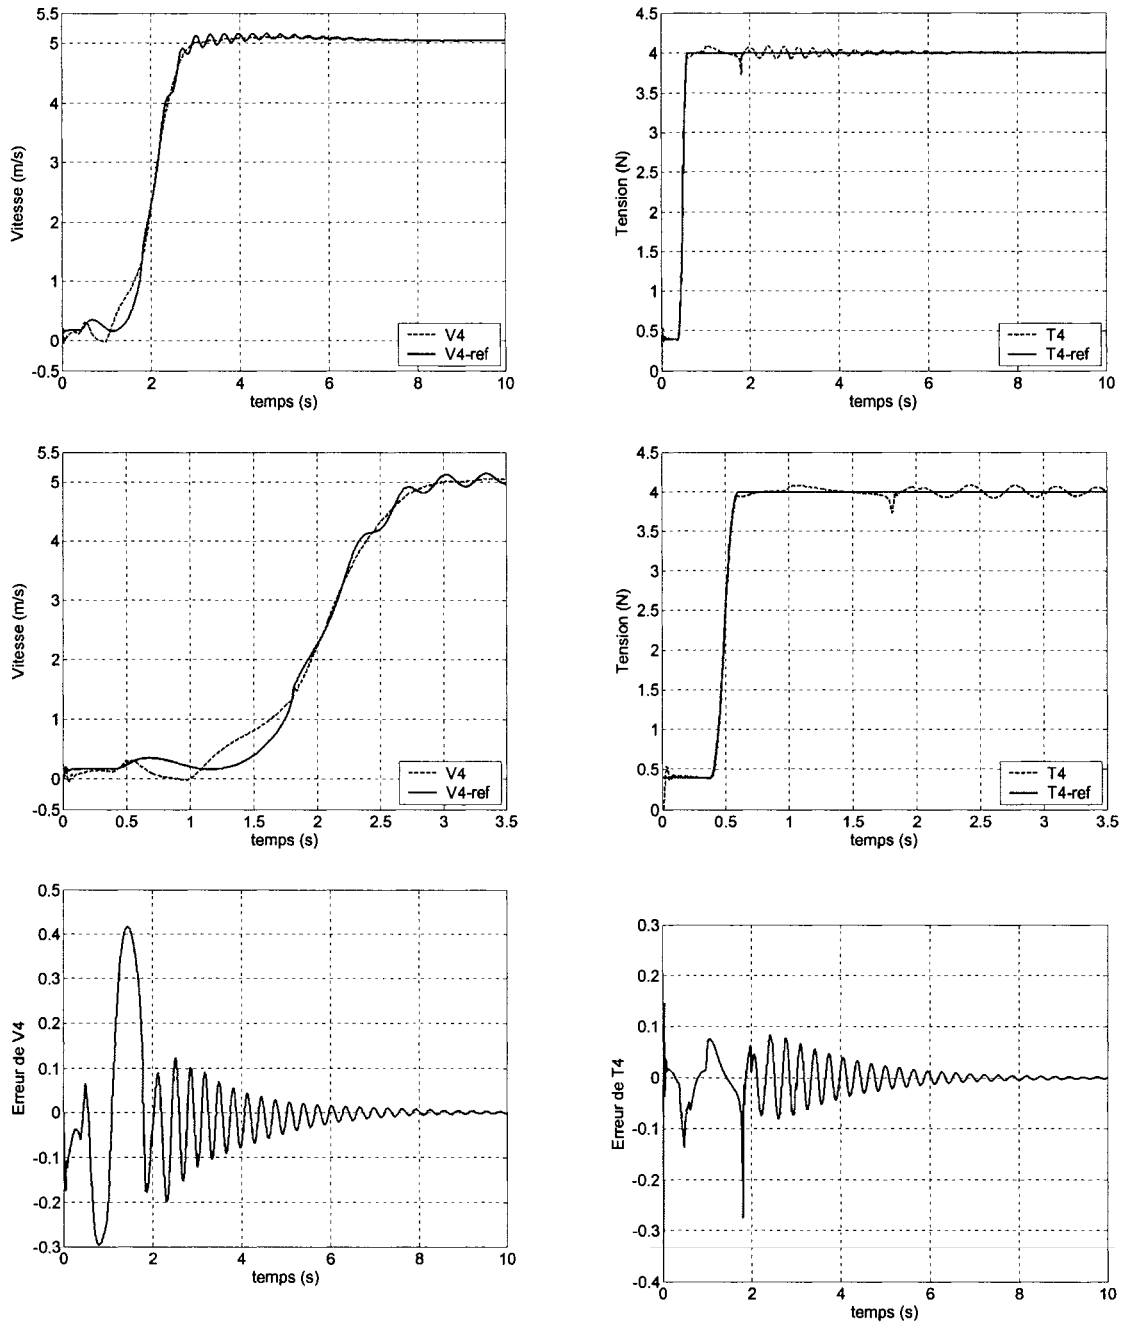 5.5
5
4
3
2
1
0
-0.5
Vitesse (m/s)
0 2 4 6 8 10
temps (s)
V4
V4-ref
4.5
4
3.5
3
2.5
2
1.5
1
0.5
0
Tension (N)
0 2 4 6 8 10
temps (s)
T4
T4-ref
5.5
5
4
3
2
1
0
-0.5
Vitesse (m/s)
0 0.5 1 1.5 2 2.5 3 3.5
temps (s)
V4
V4-ref
4.5
4
3.5
3
2.5
2
4.5
1
0.5
0
Tension (N)
0 0.5 1 1.5 2 2.5 3 3.5
temps (s)
T4
T4-ref
0.5
0.4
0.3
0.2
0.1
0
-0.1
-0.2
-0.3
Erreur de V4
0 2 4 6 8 10
temps (s)
0.3
0.2
0.1
0
-0.1
-0.2
-0.3
-0.4
Erreur de T4
0 2 4 6 8 10
temps (s)